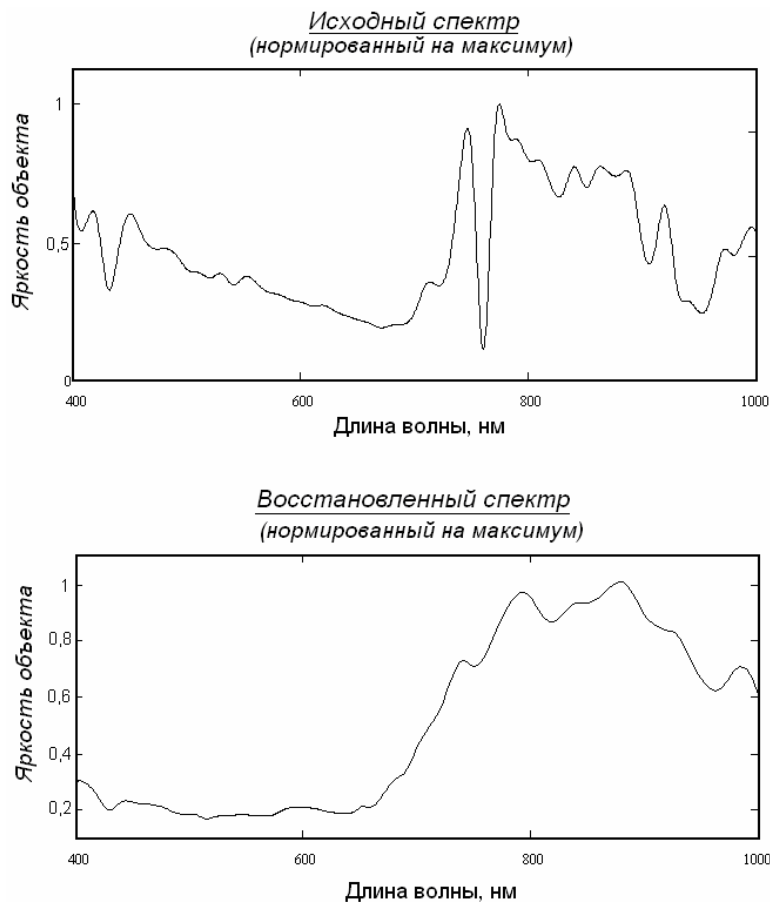 Исходный спектр
(нормированный на максимум)
Яркость объекта
1
0,5
0
400
600
800
1000
Длина волны, нм
Восстановленный спектр
(нормированный на максимум)
Яркость объекта
1
0,8
0,6
0,4
0,2
400
600
800
1000
Длина волны, нм